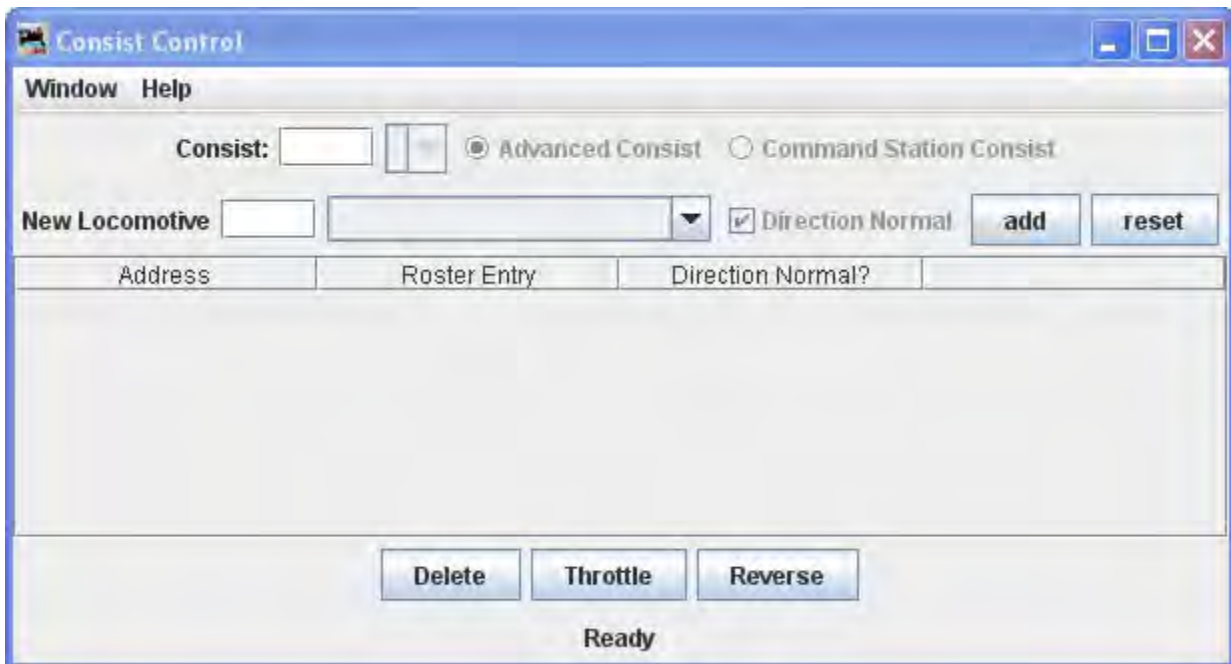 Consist Control
Window Help
Consist: Advanced Consist Command Station Consist
New Locomotive Direction Normal add reset
Address Roster Entry Direction Normal?
Delete Throttle Reverse
Ready